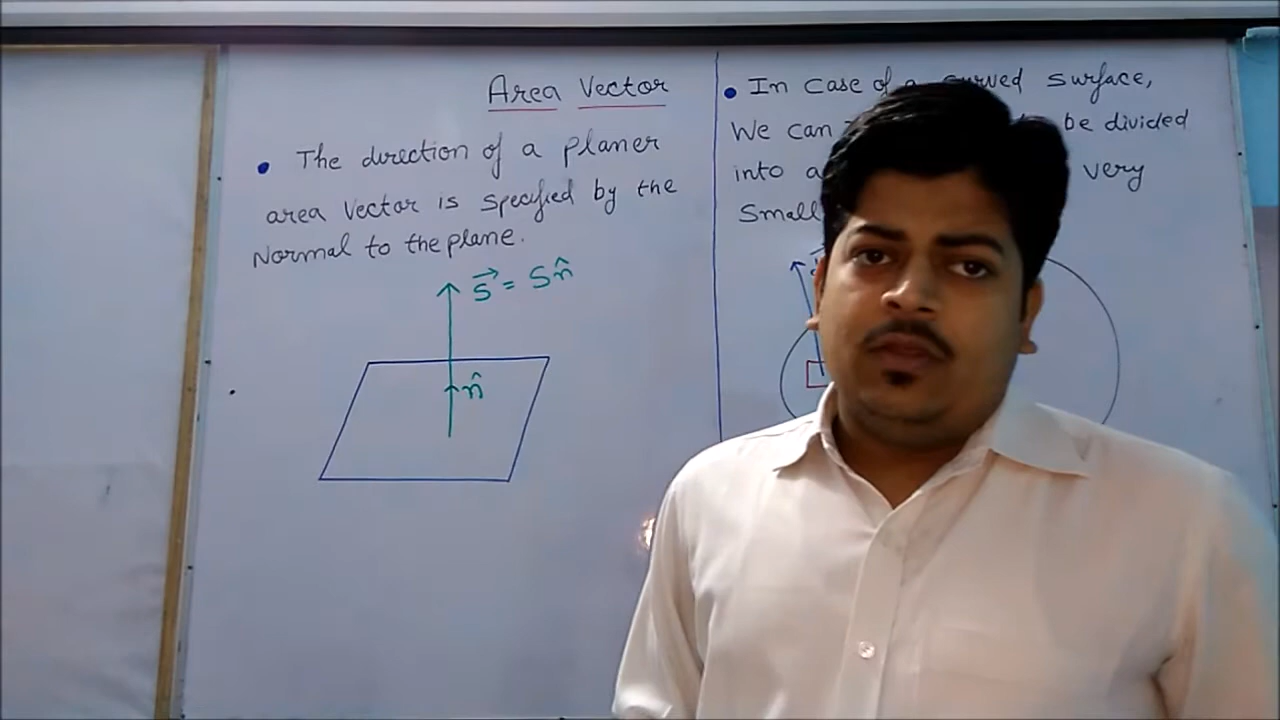 Area Vector
• The direction of a planer
area Vector is specified by the
Normal to the plane.
S⃗ = S n̂
n̂
• In case of a curved surface,
We can be divided
into a very
Small